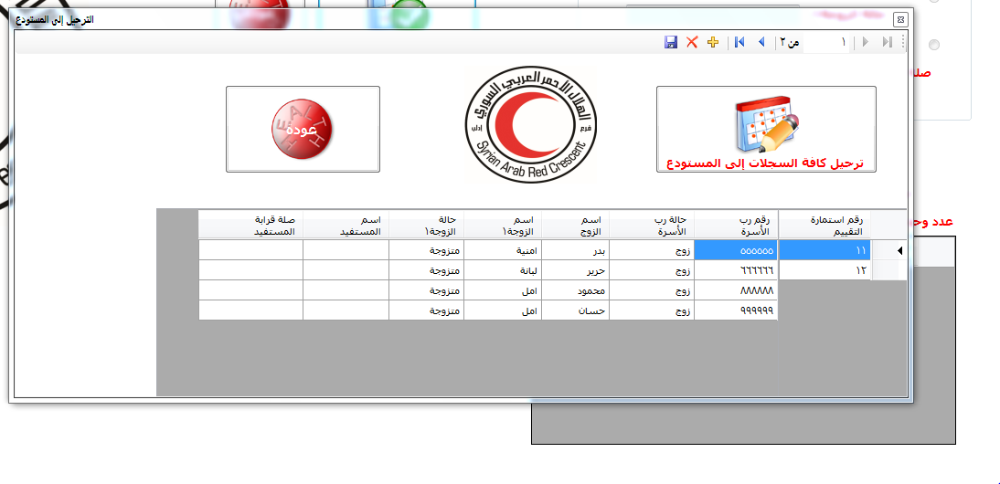 الترحيل إلى المستودع
١ من ٢
ترحيل كافة السجلات إلى المستودع
الهلال الأحمر العربي السوري
فرع إدلب
Syrian Arab Red Crescent
HEALTH
عودة
رقم استمارة التقييم رقم رب الأسرة حالة رب الأسرة اسم الزوج اسم الزوجة١ حالة الزوجة١ اسم المستفيد صلة قرابة المستفيد
١١ ٥٥٥٥٥٥ زوج بدر امنية متزوجة
١٢ ٦٦٦٦٦٦ زوج حرير لبانة متزوجة
٨٨٨٨٨٨ زوج محمود امل متزوجة
٩٩٩٩٩٩ زوج حسان امل متزوجة
صلة
عدد وح